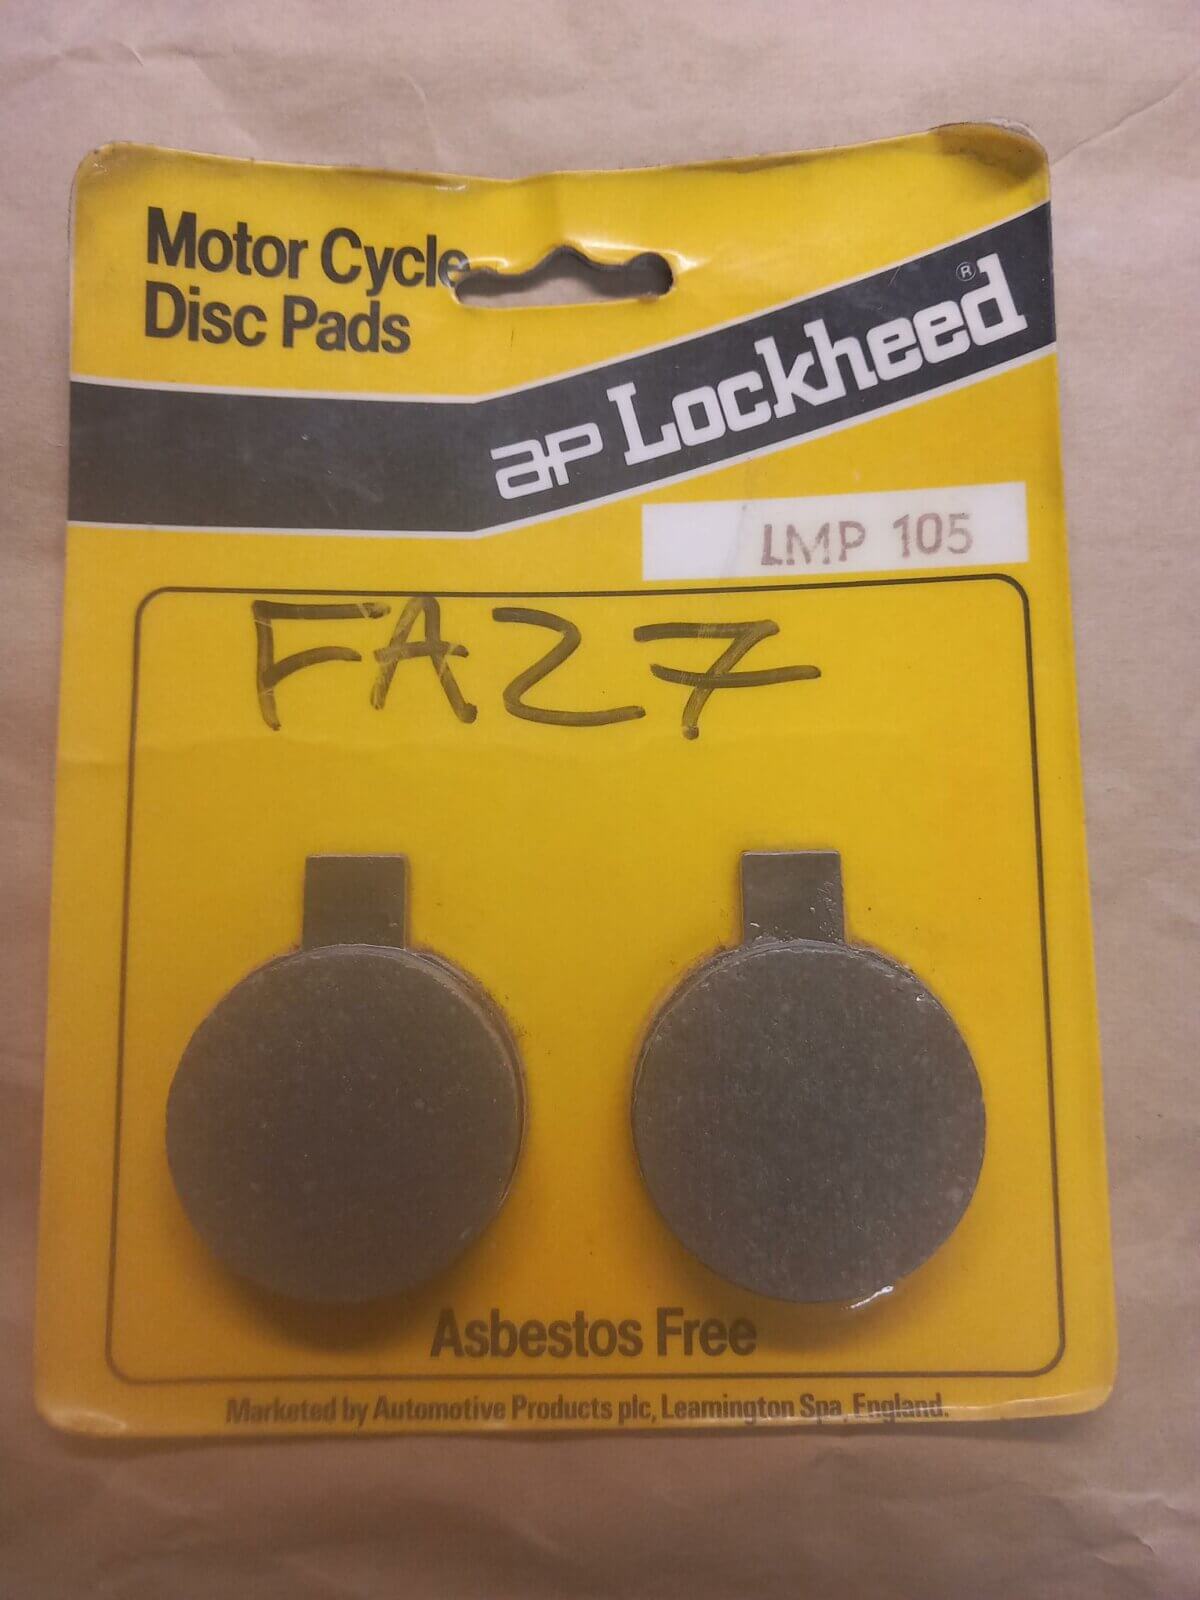 Motor Cycle
Disc Pads
ap Lockheed®
LMP 105
FA27
Asbestos Free
Marketed by Automotive Products plc, Leamington Spa, England.